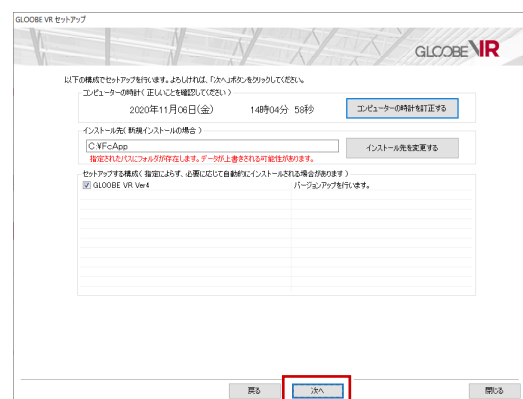 GLOOBE VR セットアップ
GLOOBE VR
以下の構成でセットアップを行います。よろしければ、「次へ」ボタンをクリックしてください。
コンピューターの時計( 正しいことを確認してください )
2020年11月06日(金) 14時04分 58秒 コンピューターの時計を訂正する
インストール先( 新規インストールの場合 )
C:¥FcApp インストール先を変更する
指定されたパスにフォルダが存在します。データが上書きされる可能性があります。
セットアップする構成( 指定によらず、必要に応じて自動的にインストールされる場合があります )
GLOOBE VR Ver4 バージョンアップを行います。
戻る 次へ 閉じる